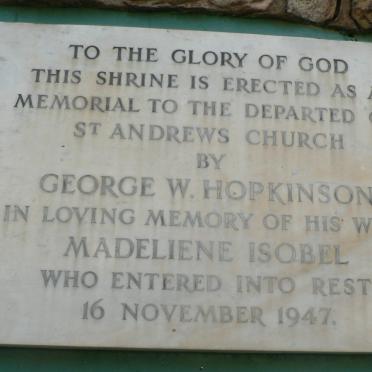 TO THE GLORY OF GOD
THIS SHRINE IS ERECTED AS A
MEMORIAL TO THE DEPARTED
ST ANDREWS CHURCH
BY
GEORGE W. HOPKINSON
IN LOVING MEMORY OF HIS W
MADELIENE ISOBEL
WHO ENTERED INTO REST
16 NOVEMBER 1947.